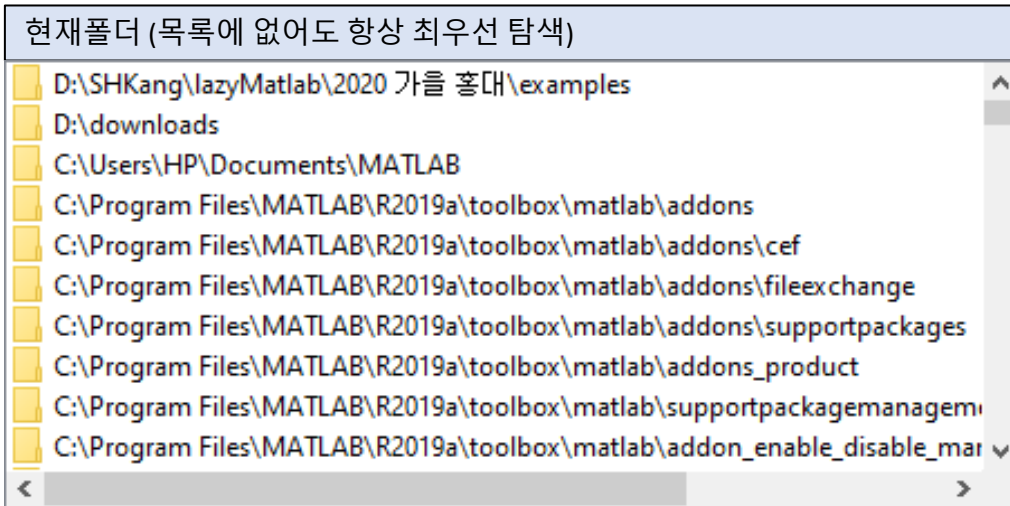 현재폴더 (목록에 없어도 항상 최우선 탐색)
D:\SHKang\lazyMatlab\2020 가을 홍대\examples
D:\downloads
C:\Users\HP\Documents\MATLAB
C:\Program Files\MATLAB\R2019a\toolbox\matlab\addons
C:\Program Files\MATLAB\R2019a\toolbox\matlab\addons\cef
C:\Program Files\MATLAB\R2019a\toolbox\matlab\addons\fileexchange
C:\Program Files\MATLAB\R2019a\toolbox\matlab\addons\supportpackages
C:\Program Files\MATLAB\R2019a\toolbox\matlab\addons_product
C:\Program Files\MATLAB\R2019a\toolbox\matlab\supportpackagemanageme
C:\Program Files\MATLAB\R2019a\toolbox\matlab\addon_enable_disable_mar